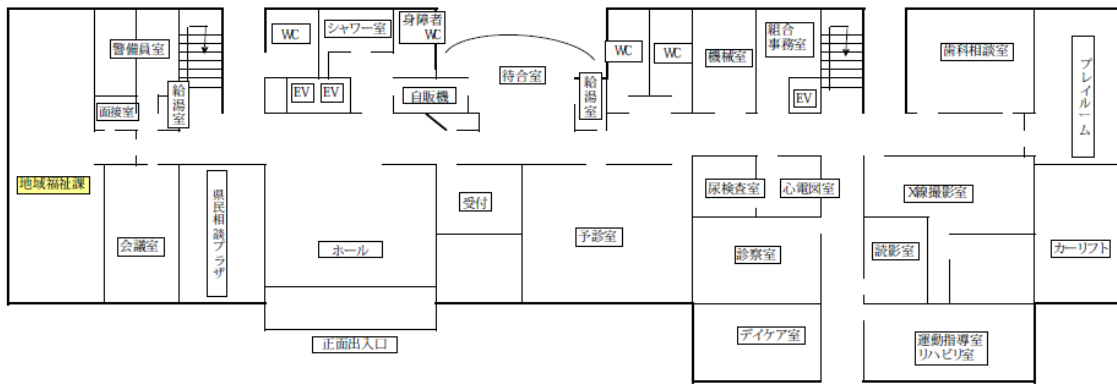 警備員室
WC
シャワー室
身障者
WC
WC
WC
機械室
組合
事務室
歯科相談室
プレイルーム
面接室
給湯室
EV
EV
自販機
待合室
給湯室
EV
地域福祉課
県民相談プラザ
受付
尿検査室
心電図室
X線撮影室
会議室
ホール
予診室
診察室
読影室
カーリフト
正面出入口
デイケア室
運動指導室
リハビリ室